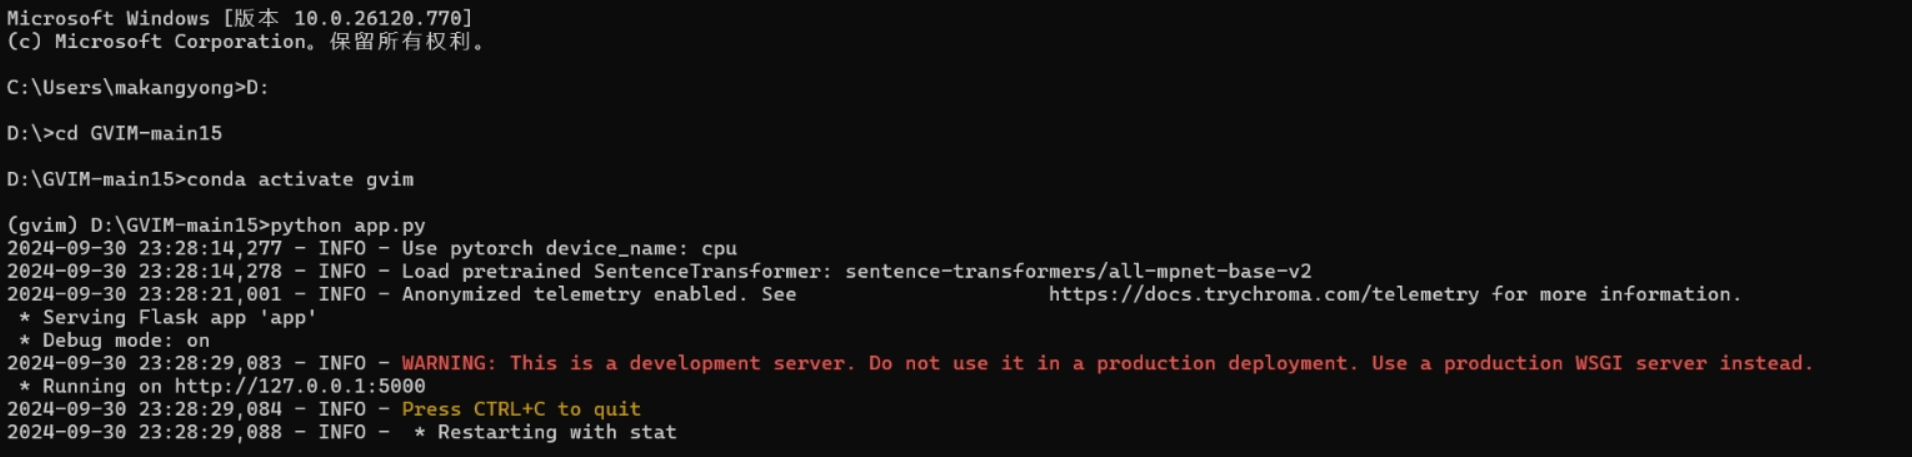 Microsoft Windows [版本 10.0.26120.770]
(c) Microsoft Corporation。保留所有权利。
C:\Users\makangyong>D:
D:\>cd GVIM-main15
D:\GVIM-main15>conda activate gvim
(gvim) D:\GVIM-main15>python app.py
2024-09-30 23:28:14,277 - INFO - Use pytorch device_name: cpu
2024-09-30 23:28:14,278 - INFO - Load pretrained SentenceTransformer: sentence-transformers/all-mpnet-base-v2
2024-09-30 23:28:21,001 - INFO - Anonymized telemetry enabled. See                     https://docs.trychroma.com/telemetry for more information.
 * Serving Flask app 'app'
 * Debug mode: on
2024-09-30 23:28:29,083 - INFO - WARNING: This is a development server. Do not use it in a production deployment. Use a production WSGI server instead.
 * Running on http://127.0.0.1:5000
2024-09-30 23:28:29,084 - INFO - Press CTRL+C to quit
2024-09-30 23:28:29,088 - INFO -  * Restarting with stat